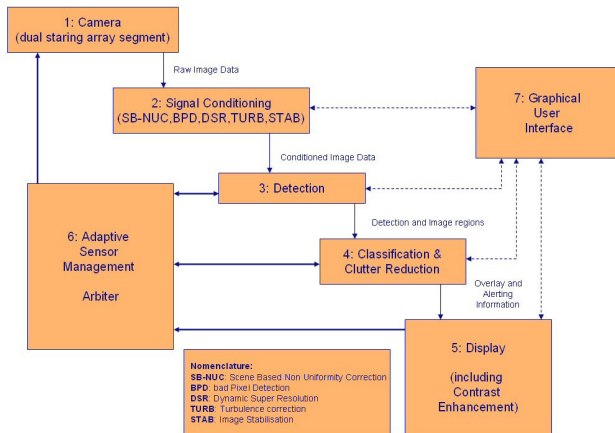 1: Camera
(dual staring array segment)
Raw Image Data
2: Signal Conditioning
(SB-NUC,BPD,DSR,TURB,STAB)
7: Graphical
User
Interface
Conditioned Image Data
3: Detection
6: Adaptive
Sensor
Management
Arbiter
Detection and Image regions
4: Classification &
Clutter Reduction
Overlay and
Alerting
Information
5: Display
(including
Contrast
Enhancement)
Nomenclature:
SB-NUC: Scene Based Non Uniformity Correction
BPD: bad Pixel Detection
DSR: Dynamic Super Resolution
TURB: Turbulence correction
STAB: Image Stabilisation